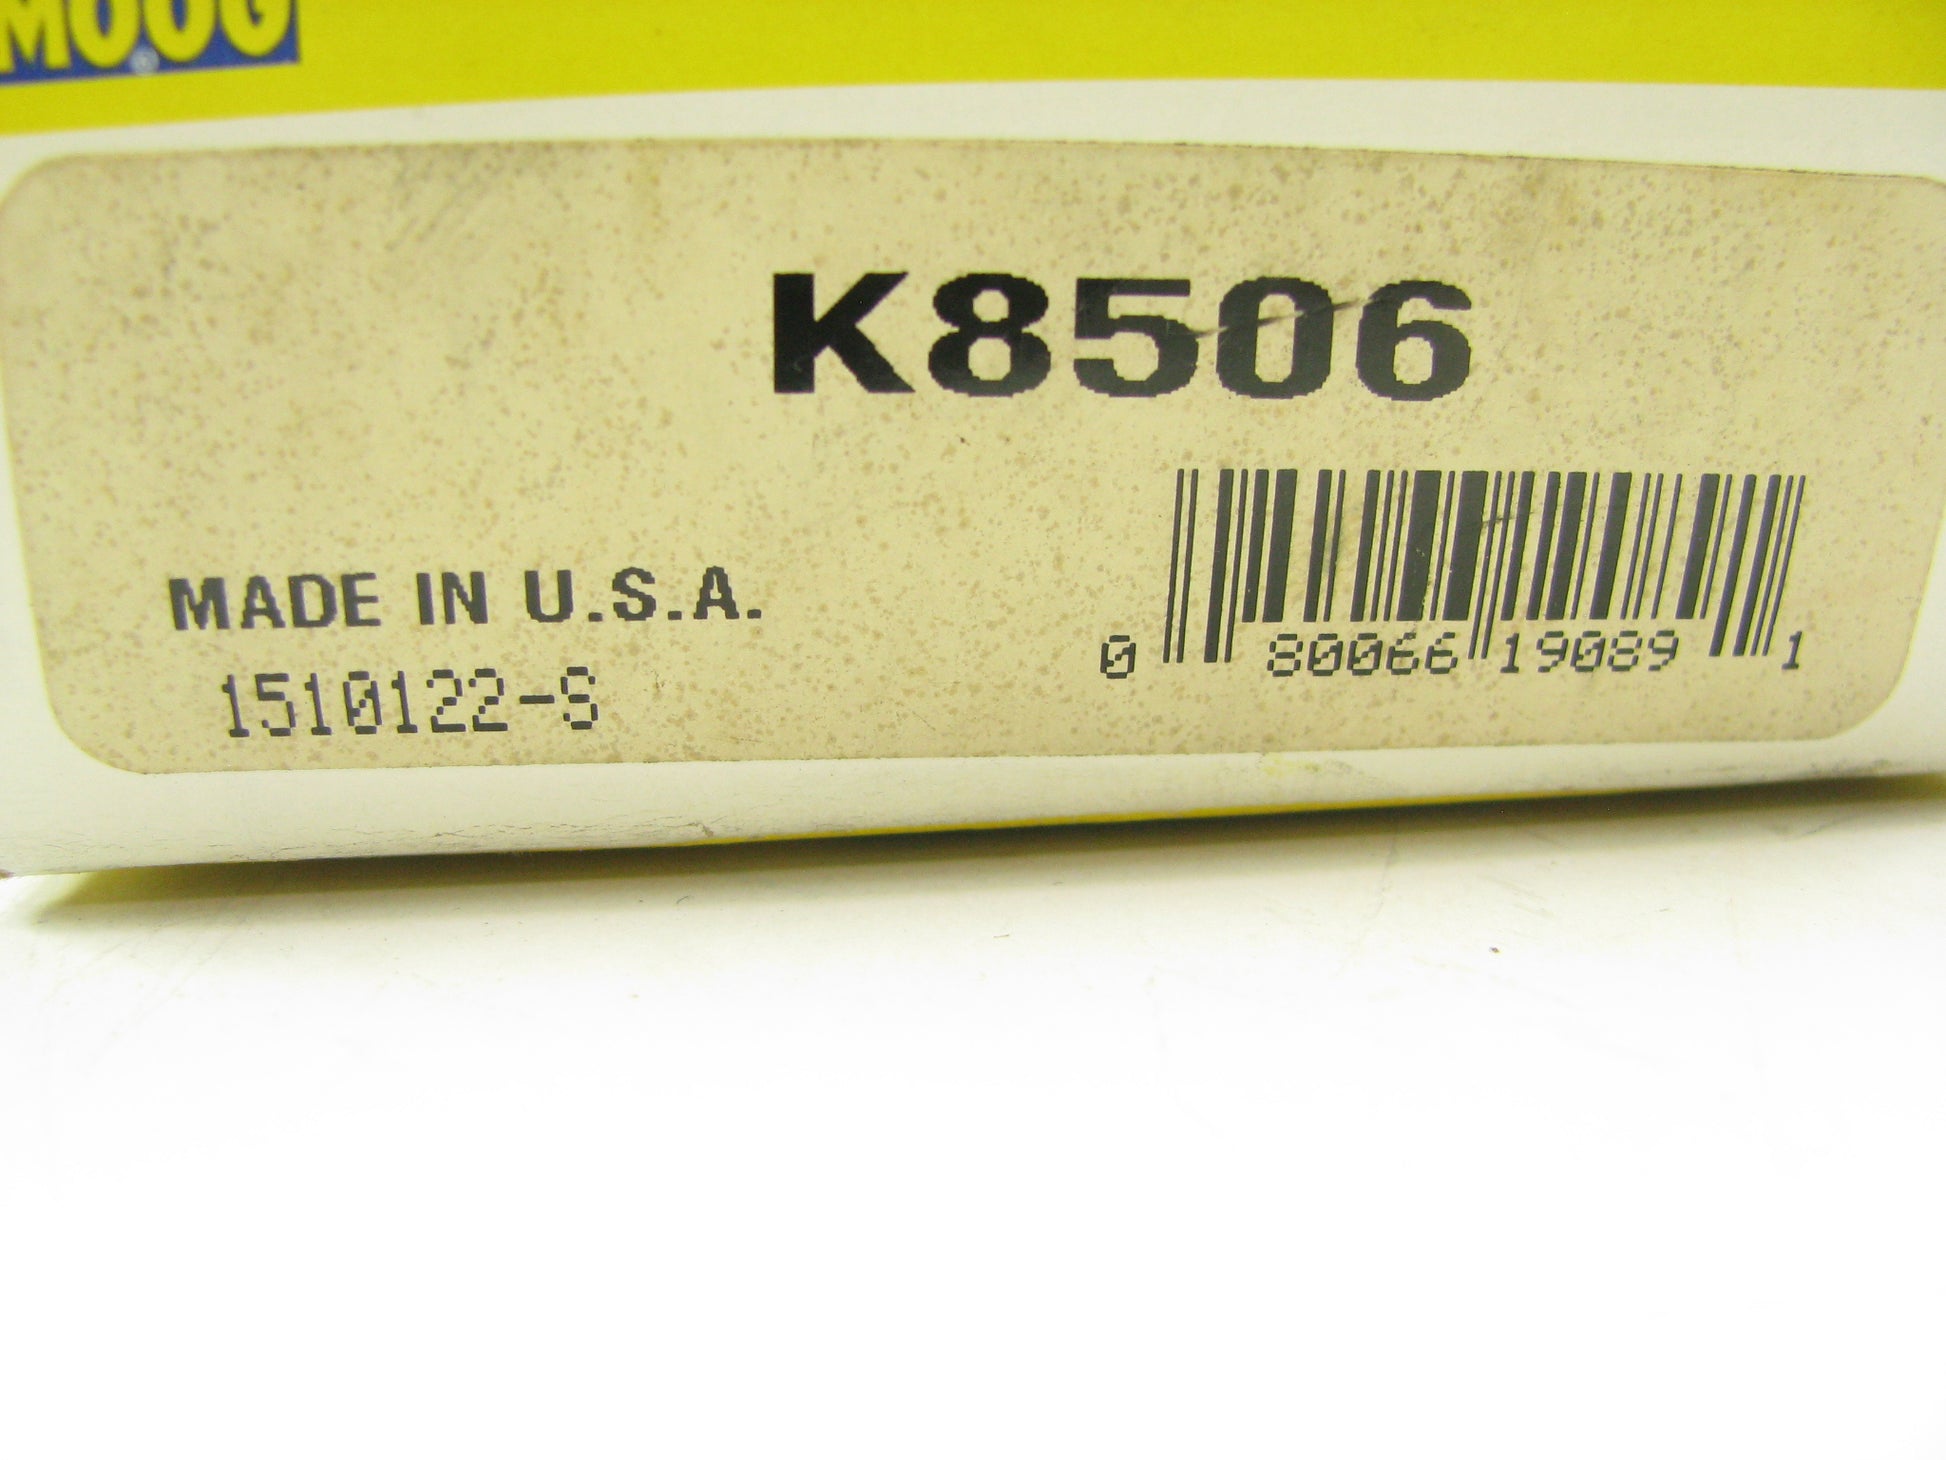 MOOG®
K8506
MADE IN U.S.A.
1510122-S
0 80066 19089 1